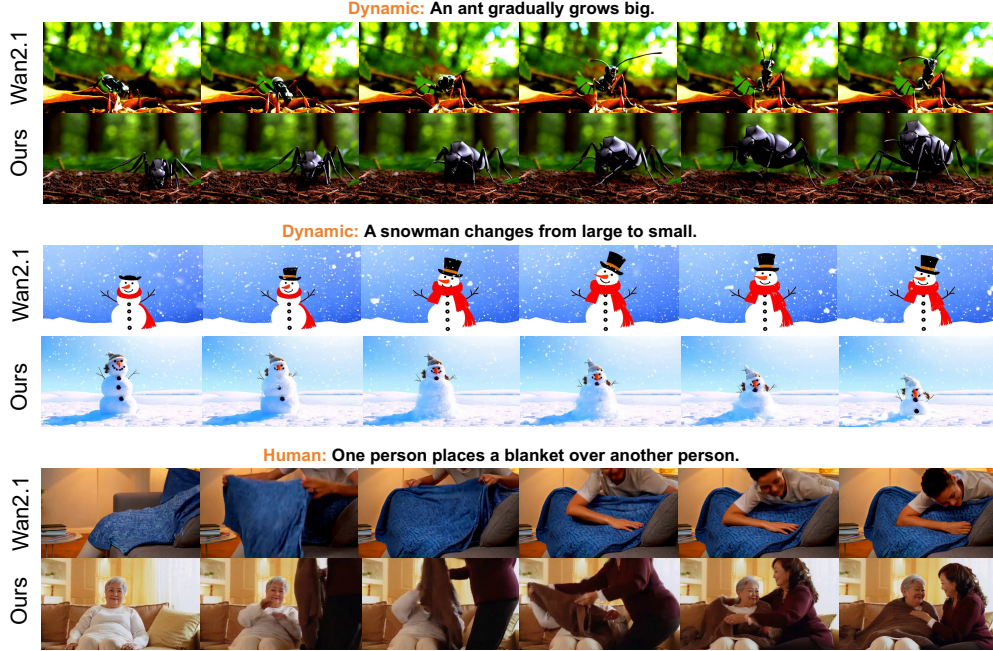 Dynamic: An ant gradually grows big.
Wan2.1
Ours
Dynamic: A snowman changes from large to small.
Wan2.1
Ours
Human: One person places a blanket over another person.
Wan2.1
Ours